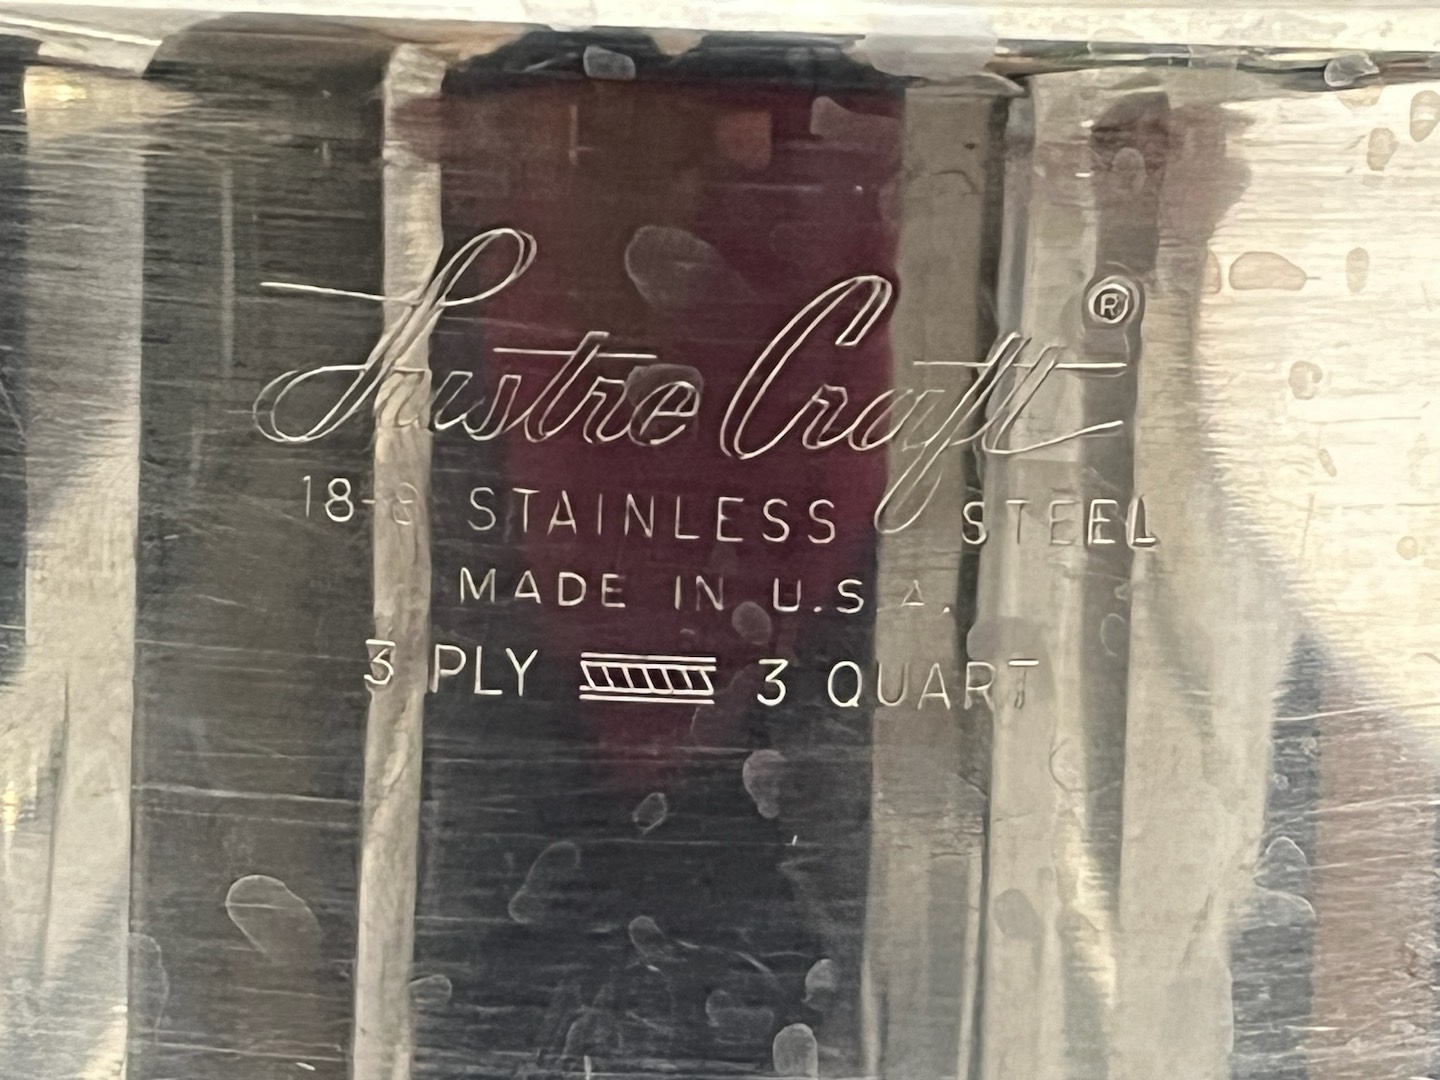 Lustre Craft ®
18-8 STAINLESS STEEL
MADE IN U.S.A.
3 PLY 3 QUART